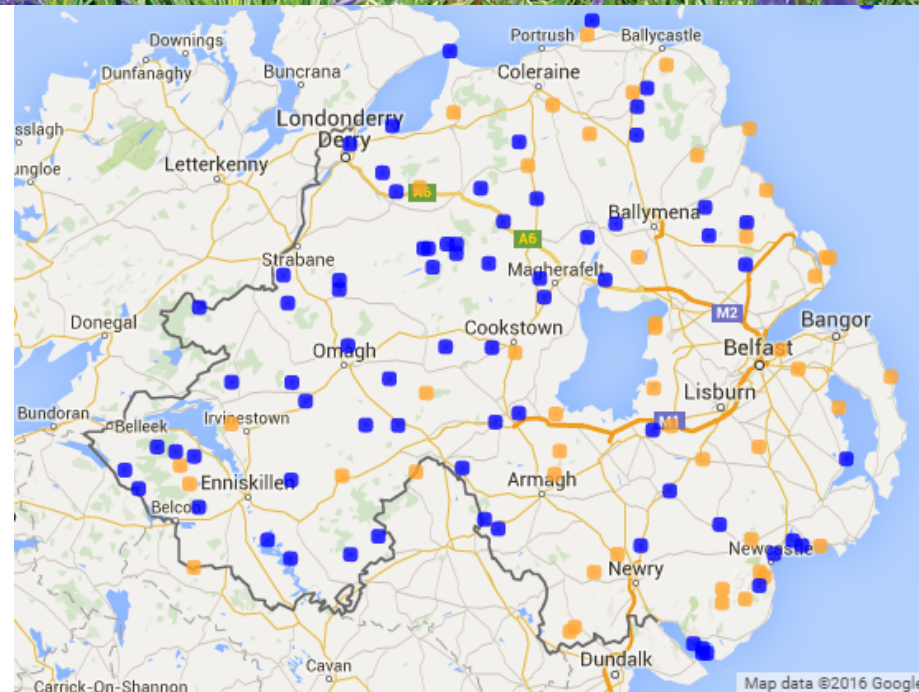 Downings
Portrush
Ballycastle
Dunfanaghy
Buncrana
Coleraine
Londonderry
Derry
sslagh
ngloe
Letterkenny
A6
Ballymena
A6
Strabane
Magherafelt
Donegal
M2
Bangor
Cookstown
Omagh
Belfast
Lisburn
Bundoran
Belleek
Irvinestown
M1
Enniskillen
Armagh
Belcoo
Newcastle
Newry
Cavan
Dundalk
Carrick-On-Shannon
Map data ©2016 Google